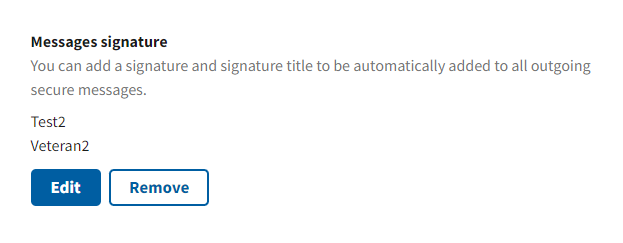 Messages signature
You can add a signature and signature title to be automatically added to all outgoing
secure messages.
Test2
Veteran2
Edit Remove